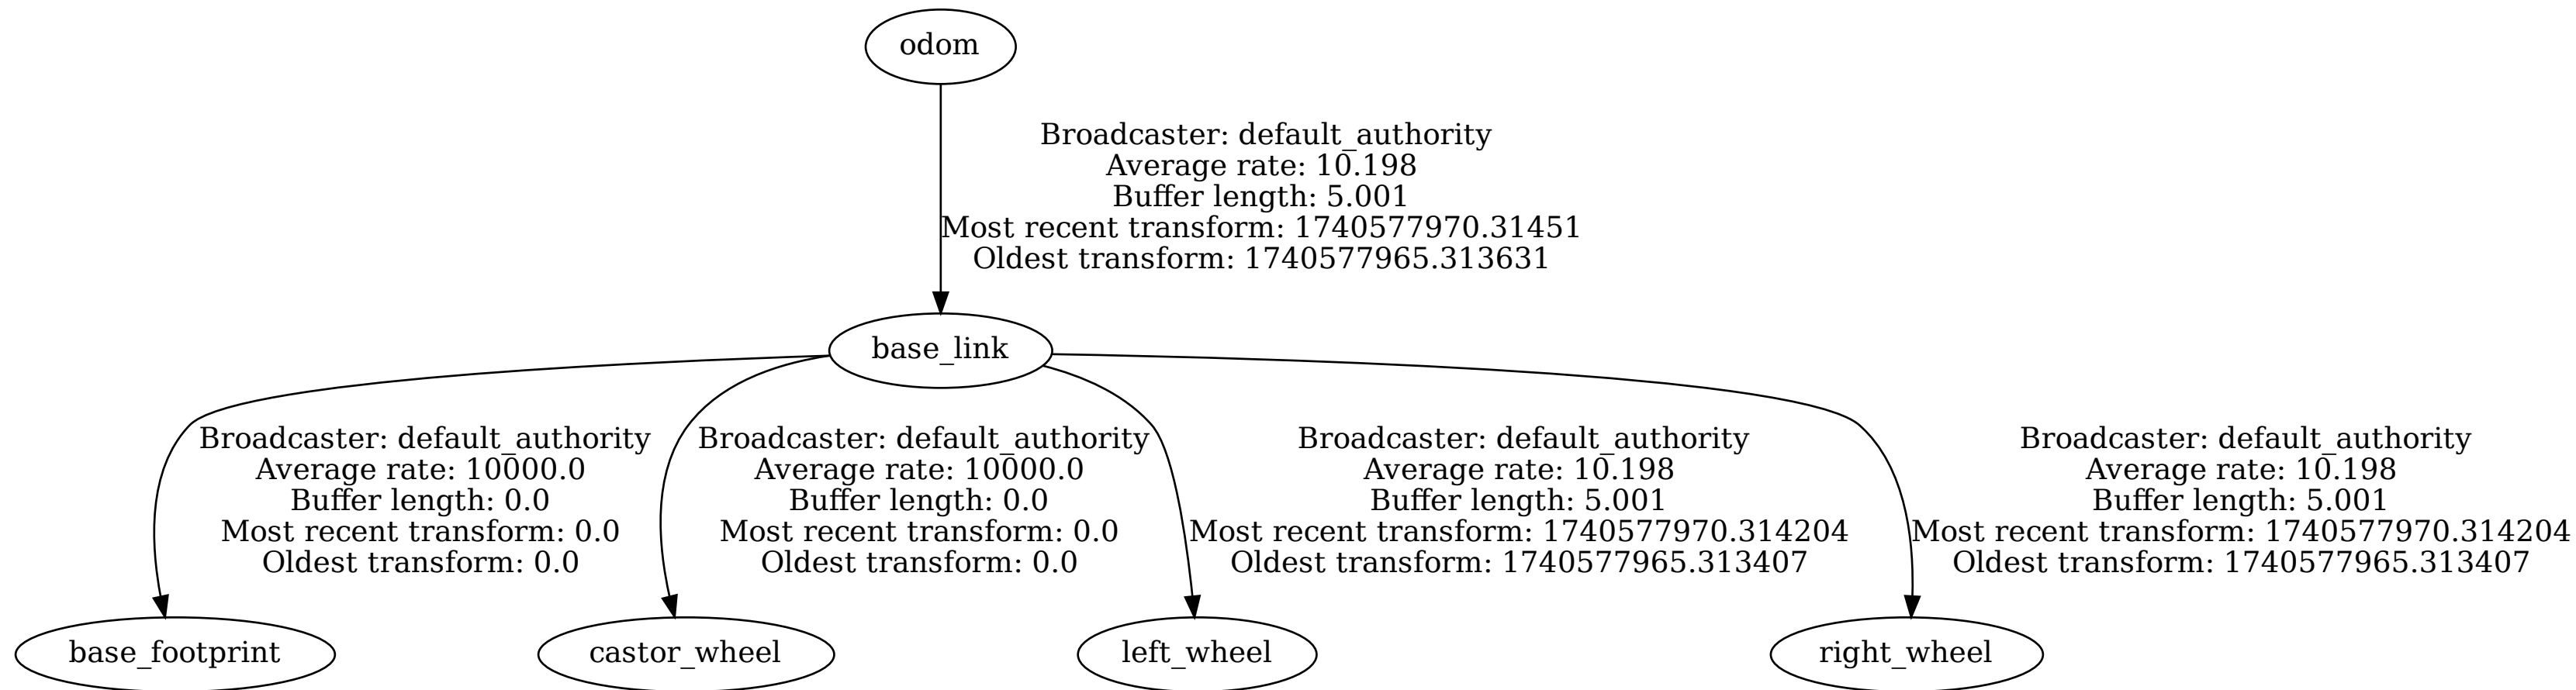 odom
Broadcaster: default_authority
Average rate: 10.198
Buffer length: 5.001
Most recent transform: 1740577970.31451
Oldest transform: 1740577965.313631
base_link
Broadcaster: default_authority
Average rate: 10000.0
Buffer length: 0.0
Most recent transform: 0.0
Oldest transform: 0.0
Broadcaster: default_authority
Average rate: 10000.0
Buffer length: 0.0
Most recent transform: 0.0
Oldest transform: 0.0
Broadcaster: default_authority
Average rate: 10.198
Buffer length: 5.001
Most recent transform: 1740577970.314204
Oldest transform: 1740577965.313407
Broadcaster: default_authority
Average rate: 10.198
Buffer length: 5.001
Most recent transform: 1740577970.314204
Oldest transform: 1740577965.313407
base_footprint
castor_wheel
left_wheel
right_wheel